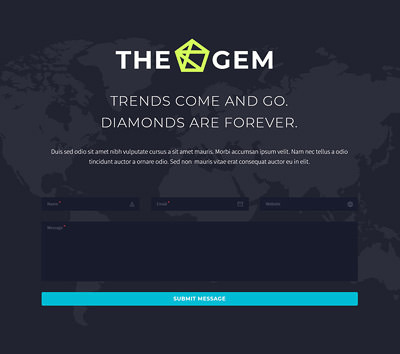 THE GEM
TRENDS COME AND GO.
DIAMONDS ARE FOREVER.
Duis sed odio sit amet nibh vulputate cursus a sit amet mauris. Morbi accumsan ipsum velit. Nam nec tellus a odio
tincidunt auctor a ornare odio. Sed non mauris vitae erat consequat auctor eu in elit.
Name *
Email *
Website
Message *
SUBMIT MESSAGE